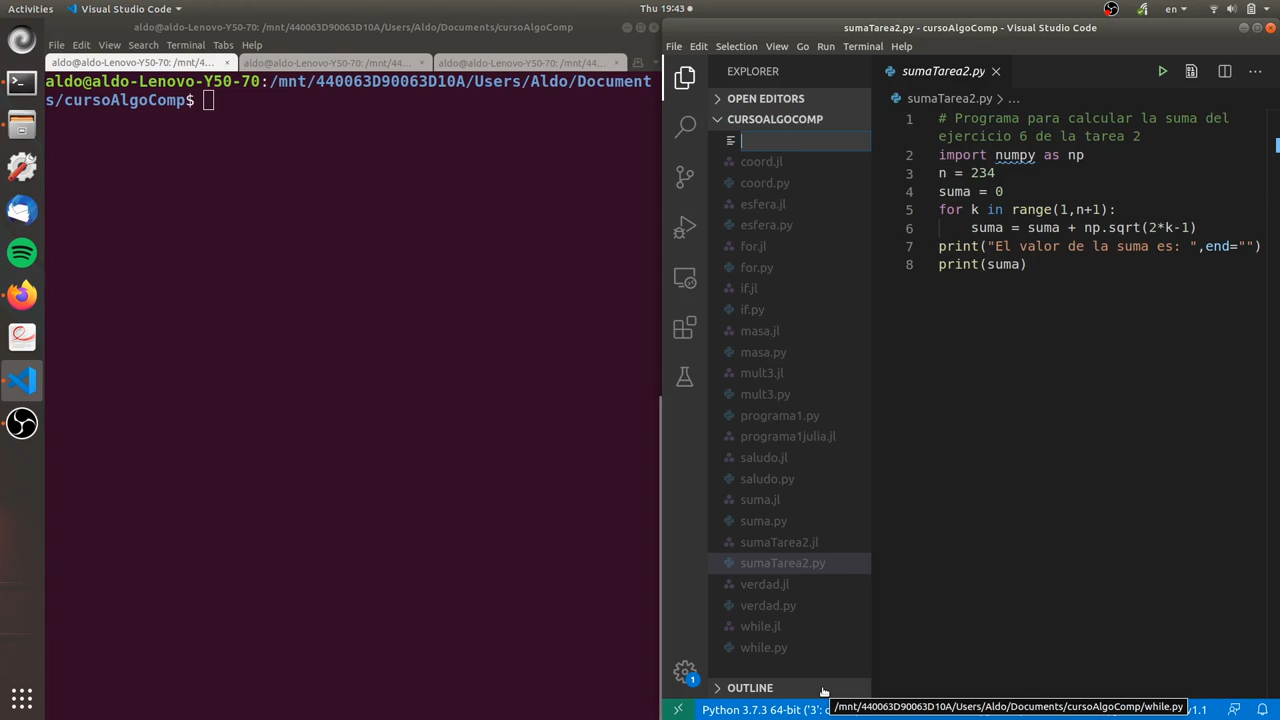 Activities
Visual Studio Code
Thu 19:43
en
aldo@aldo-Lenovo-Y50-70: /mnt/440063D90063D10A/Users/Aldo/Documents/cursoAlgoComp
File Edit View Search Terminal Tabs Help
aldo@aldo-Lenovo-Y50-70: /mnt/4... ×
aldo@aldo-Lenovo-Y50-70: /mnt/44... ×
aldo@aldo-Lenovo-Y50-70: /mnt/44... ×
aldo@aldo-Lenovo-Y50-70:/mnt/440063D90063D10A/Users/Aldo/Document
s/cursoAlgoComp$
sumaTarea2.py - cursoAlgoComp - Visual Studio Code
File Edit Selection View Go Run Terminal Help
EXPLORER
OPEN EDITORS
CURSOALGOCOMP
coord.jl
coord.py
esfera.jl
esfera.py
for.jl
for.py
if.jl
if.py
masa.jl
masa.py
mult3.jl
mult3.py
programa1.py
programa1julia.jl
saludo.jl
saludo.py
suma.jl
suma.py
sumaTarea2.jl
sumaTarea2.py
verdad.jl
verdad.py
while.jl
while.py
OUTLINE
1
sumaTarea2.py ×
sumaTarea2.py > ...
1 # Programa para calcular la suma del
ejercicio 6 de la tarea 2
2 import numpy as np
3 n = 234
4 suma = 0
5 for k in range(1,n+1):
6 suma = suma + np.sqrt(2*k-1)
7 print("El valor de la suma es: ",end="")
8 print(suma)
Python 3.7.3 64-bit ('3': c
/mnt/440063D90063D10A/Users/Aldo/Documents/cursoAlgoComp/while.py
v1.1